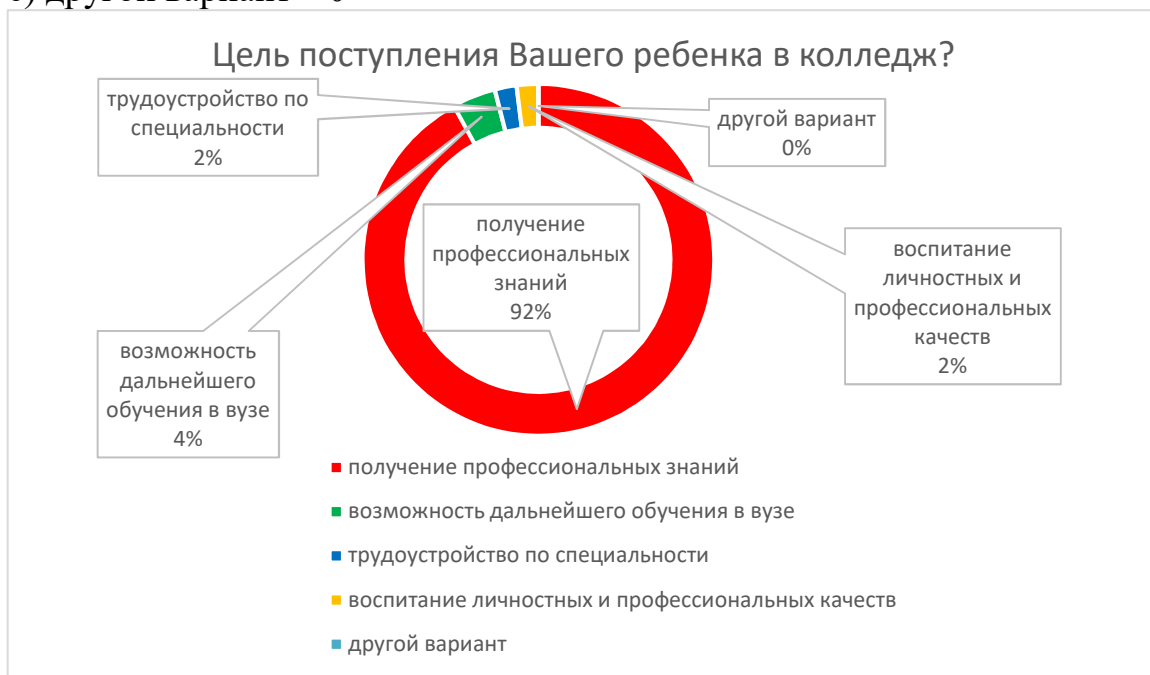 Цель поступления Вашего ребенка в колледж?
трудоустройство по
специальности
2%
другой вариант
0%
получение
профессиональных
знаний
92%
воспитание
личностных и
профессиональных
качеств
2%
возможность
дальнейшего
обучения в вузе
4%
получение профессиональных знаний
возможность дальнейшего обучения в вузе
трудоустройство по специальности
воспитание личностных и профессиональных качеств
другой вариант